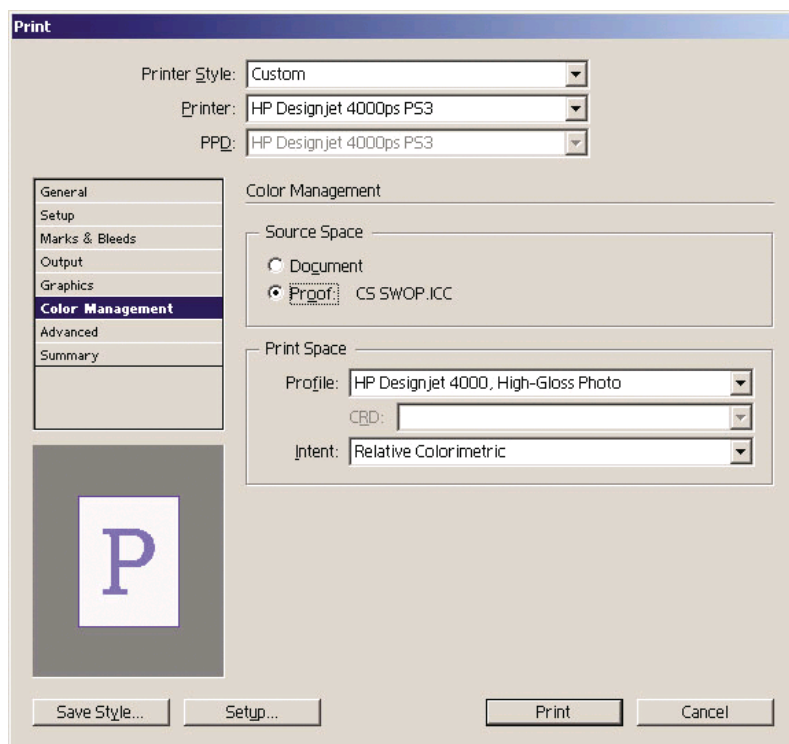 Print
Printer Style: Custom
Printer: HP Designjet 4000ps PS3
PPD: HP Designjet 4000ps PS3
General
Setup
Marks & Bleeds
Output
Graphics
Color Management
Advanced
Summary
Color Management
Source Space
Document
Proof: CS SWOP.ICC
Print Space
Profile: HP Designjet 4000, High-Gloss Photo
CRD:
Intent: Relative Colorimetric
P
Save Style... Setup... Print Cancel